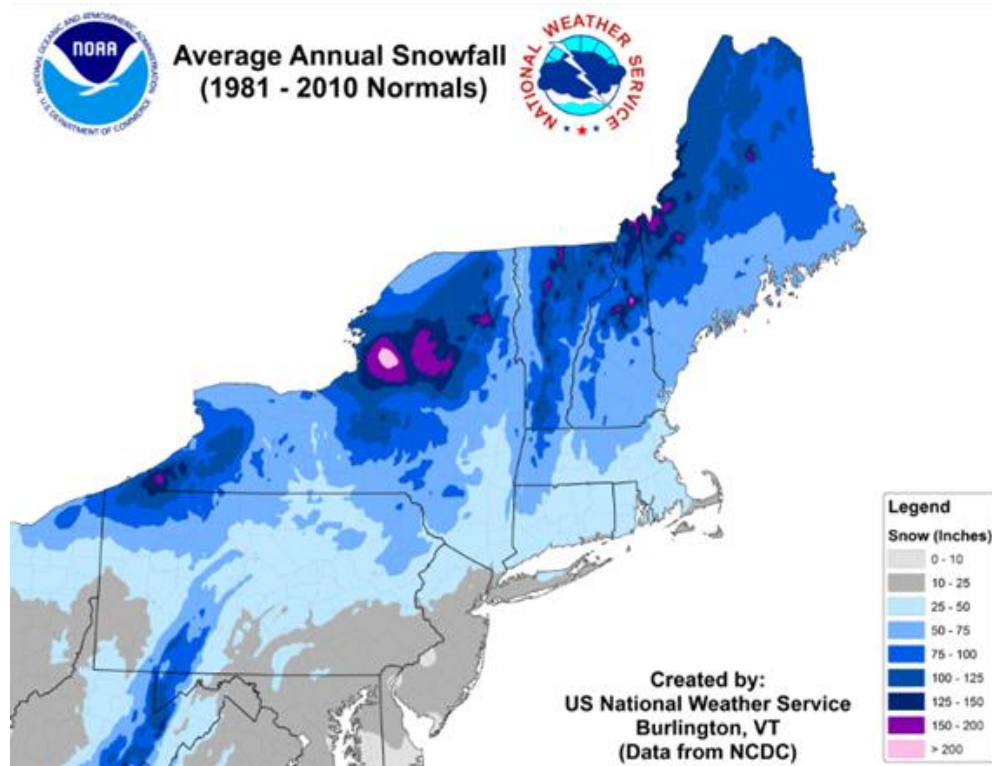 NOAA
NATIONAL OCEANIC AND ATMOSPHERIC ADMINISTRATION
U.S. DEPARTMENT OF COMMERCE
Average Annual Snowfall
(1981 - 2010 Normals)
NATIONAL WEATHER SERVICE
Legend
Snow (Inches)
0 - 10
10 - 25
25 - 50
50 - 75
75 - 100
100 - 125
125 - 150
150 - 200
> 200
Created by:
US National Weather Service
Burlington, VT
(Data from NCDC)